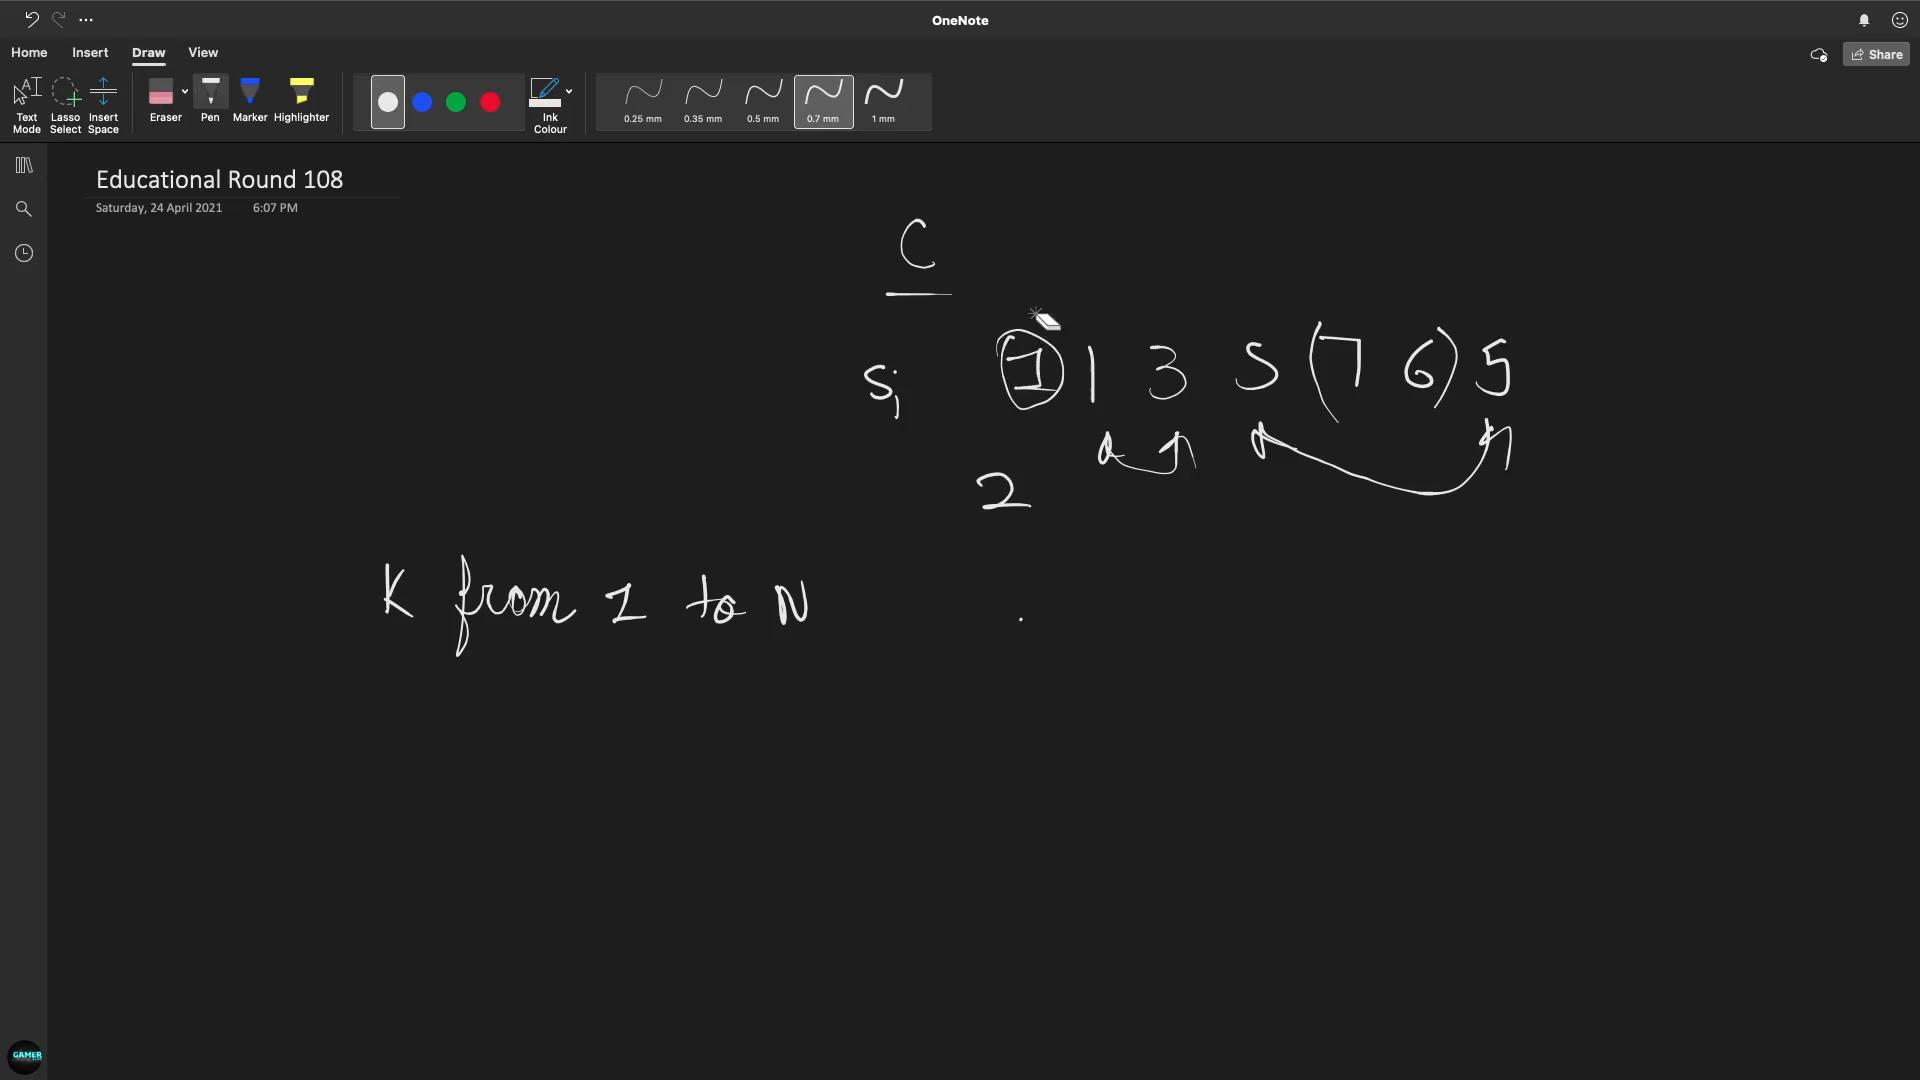 OneNote
Home Insert Draw View
Share
Text Mode
Lasso Select
Insert Space
Eraser
Pen
Marker
Highlighter
Ink Colour
0.25 mm
0.35 mm
0.5 mm
0.7 mm
1 mm
Educational Round 108
Saturday, 24 April 2021 6:07 PM
C
Si 1 1 3 5 (7 6) 5
2
K from 1 to N
GAMER